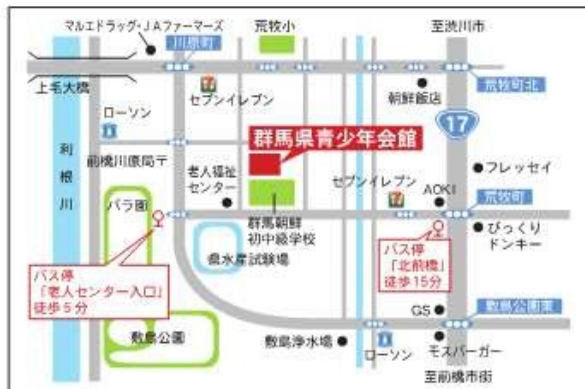 マルエドラッグ・JAファーマーズ
荒牧小
至渋川市
川原町
上毛大橋
セブンイレブン
朝鮮飯店
荒牧町北
ローソン
17
群馬県青少年会館
利根川
前橋川原局〒
老人福祉
センター
セブンイレブン
AOKI
フレッセイ
荒牧町
バラ園
群馬朝鮮
初中級学校
びっくり
ドンキー
県水産試験場
バス停
「老人センター入口」
徒歩5分
バス停
「北前橋」
徒歩15分
GS
敷島公園東
敷島公園
敷島浄水場
ローソン
モスバーガー
至前橋市街